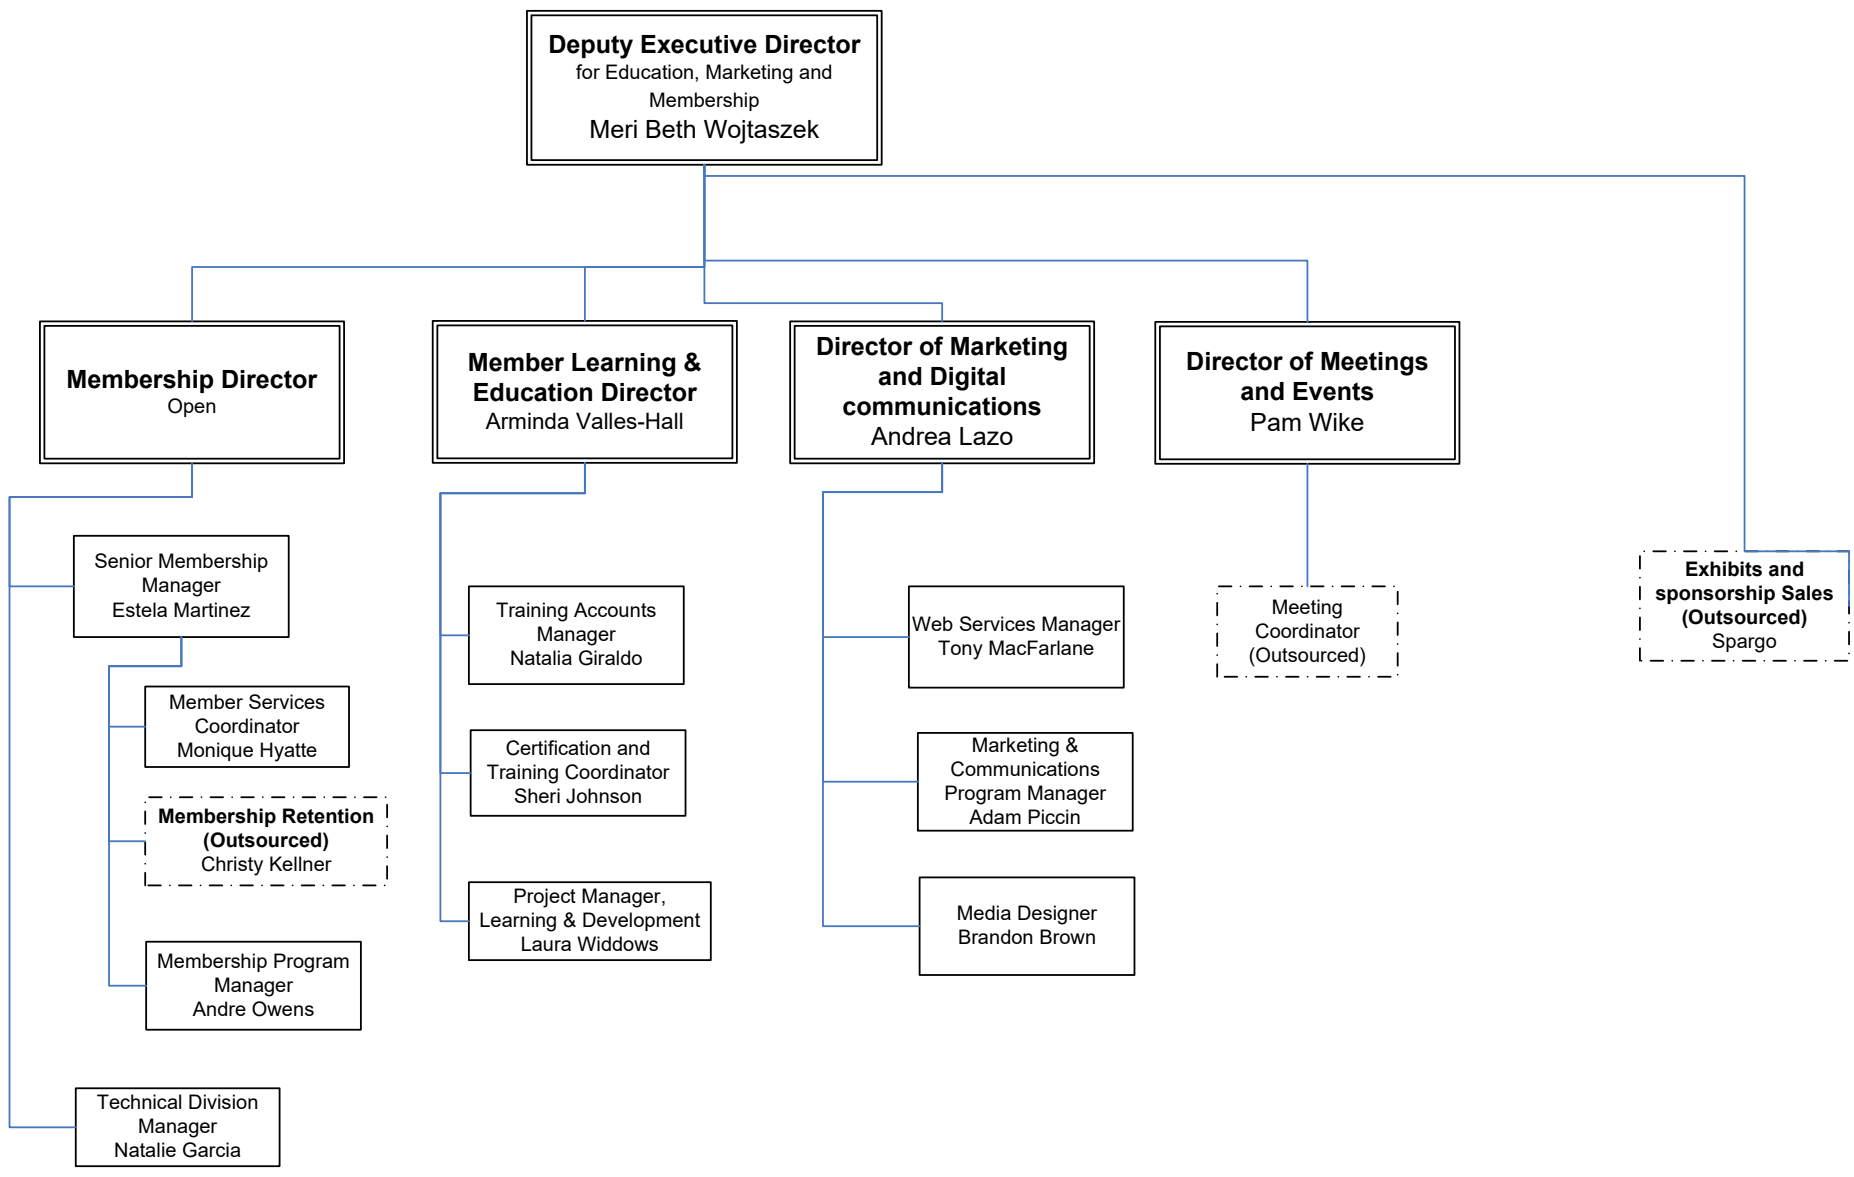 Deputy Executive Director
for Education, Marketing and
Membership
Meri Beth Wojtaszek
Membership Director
Open
Member Learning &
Education Director
Arminda Valles-Hall
Director of Marketing
and Digital
communications
Andrea Lazo
Director of Meetings
and Events
Pam Wike
Senior Membership
Manager
Estela Martinez
Member Services
Coordinator
Monique Hyatte
Membership Retention
(Outsourced)
Christy Kellner
Membership Program
Manager
Andre Owens
Technical Division
Manager
Natalie Garcia
Training Accounts
Manager
Natalia Giraldo
Certification and
Training Coordinator
Sheri Johnson
Project Manager,
Learning & Development
Laura Widdows
Web Services Manager
Tony MacFarlane
Marketing &
Communications
Program Manager
Adam Piccin
Media Designer
Brandon Brown
Meeting
Coordinator
(Outsourced)
Exhibits and
sponsorship Sales
(Outsourced)
Spargo